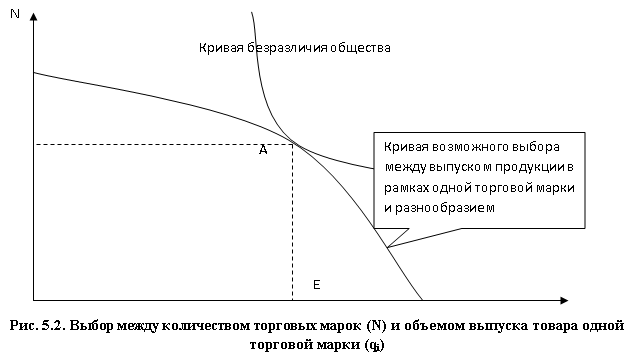 N
Кривая безразличия общества
A
Кривая возможного выбора
между выпуском продукции в
рамках одной торговой марки
и разнообразием
E
Рис. 5.2. Выбор между количеством торговых марок (N) и объемом выпуска товара одной
торговой марки (qi)